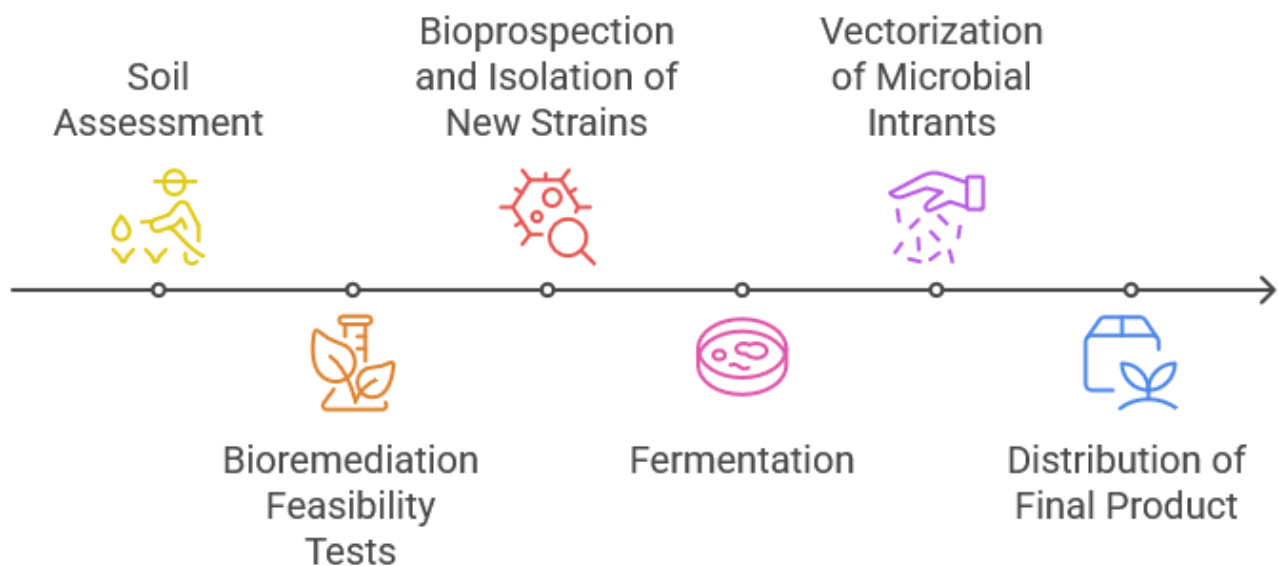 Soil
Assessment
Bioremediation
Feasibility
Tests
Bioprospection
and Isolation of
New Strains
Fermentation
Vectorization
of Microbial
Intrants
Distribution of
Final Product